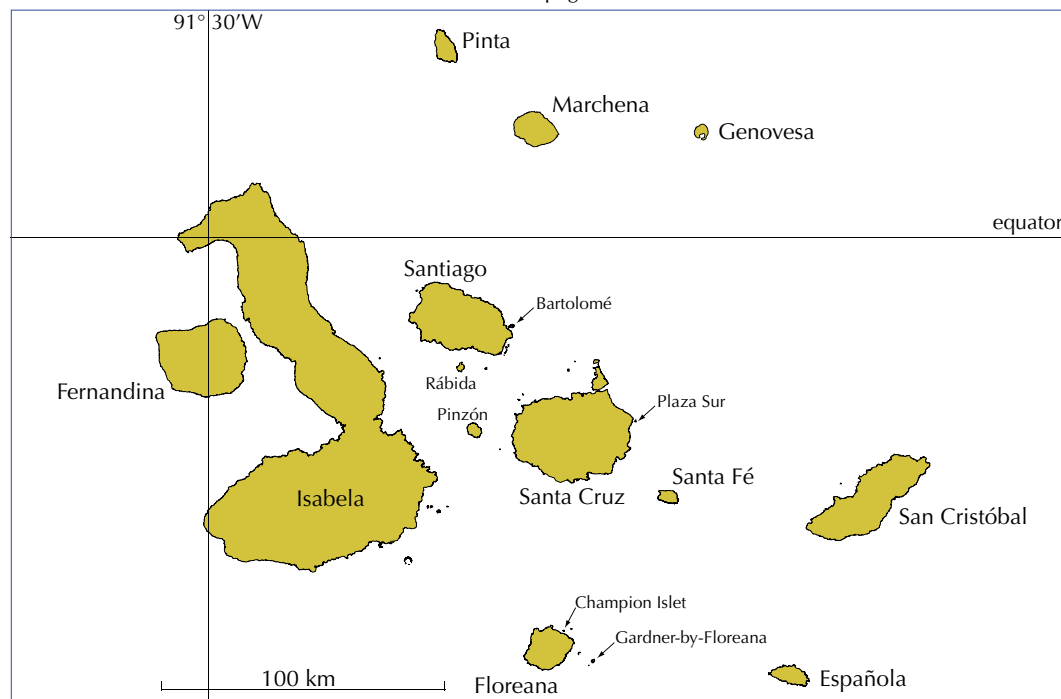 91° 30'W
Pinta
Marchena
Genovesa
equator
Santiago
Bartolomé
Rábida
Fernandina
Pinzón
Plaza Sur
Santa Fé
Isabela
Santa Cruz
San Cristóbal
Champion Islet
Gardner-by-Floreana
100 km
Floreana
Española